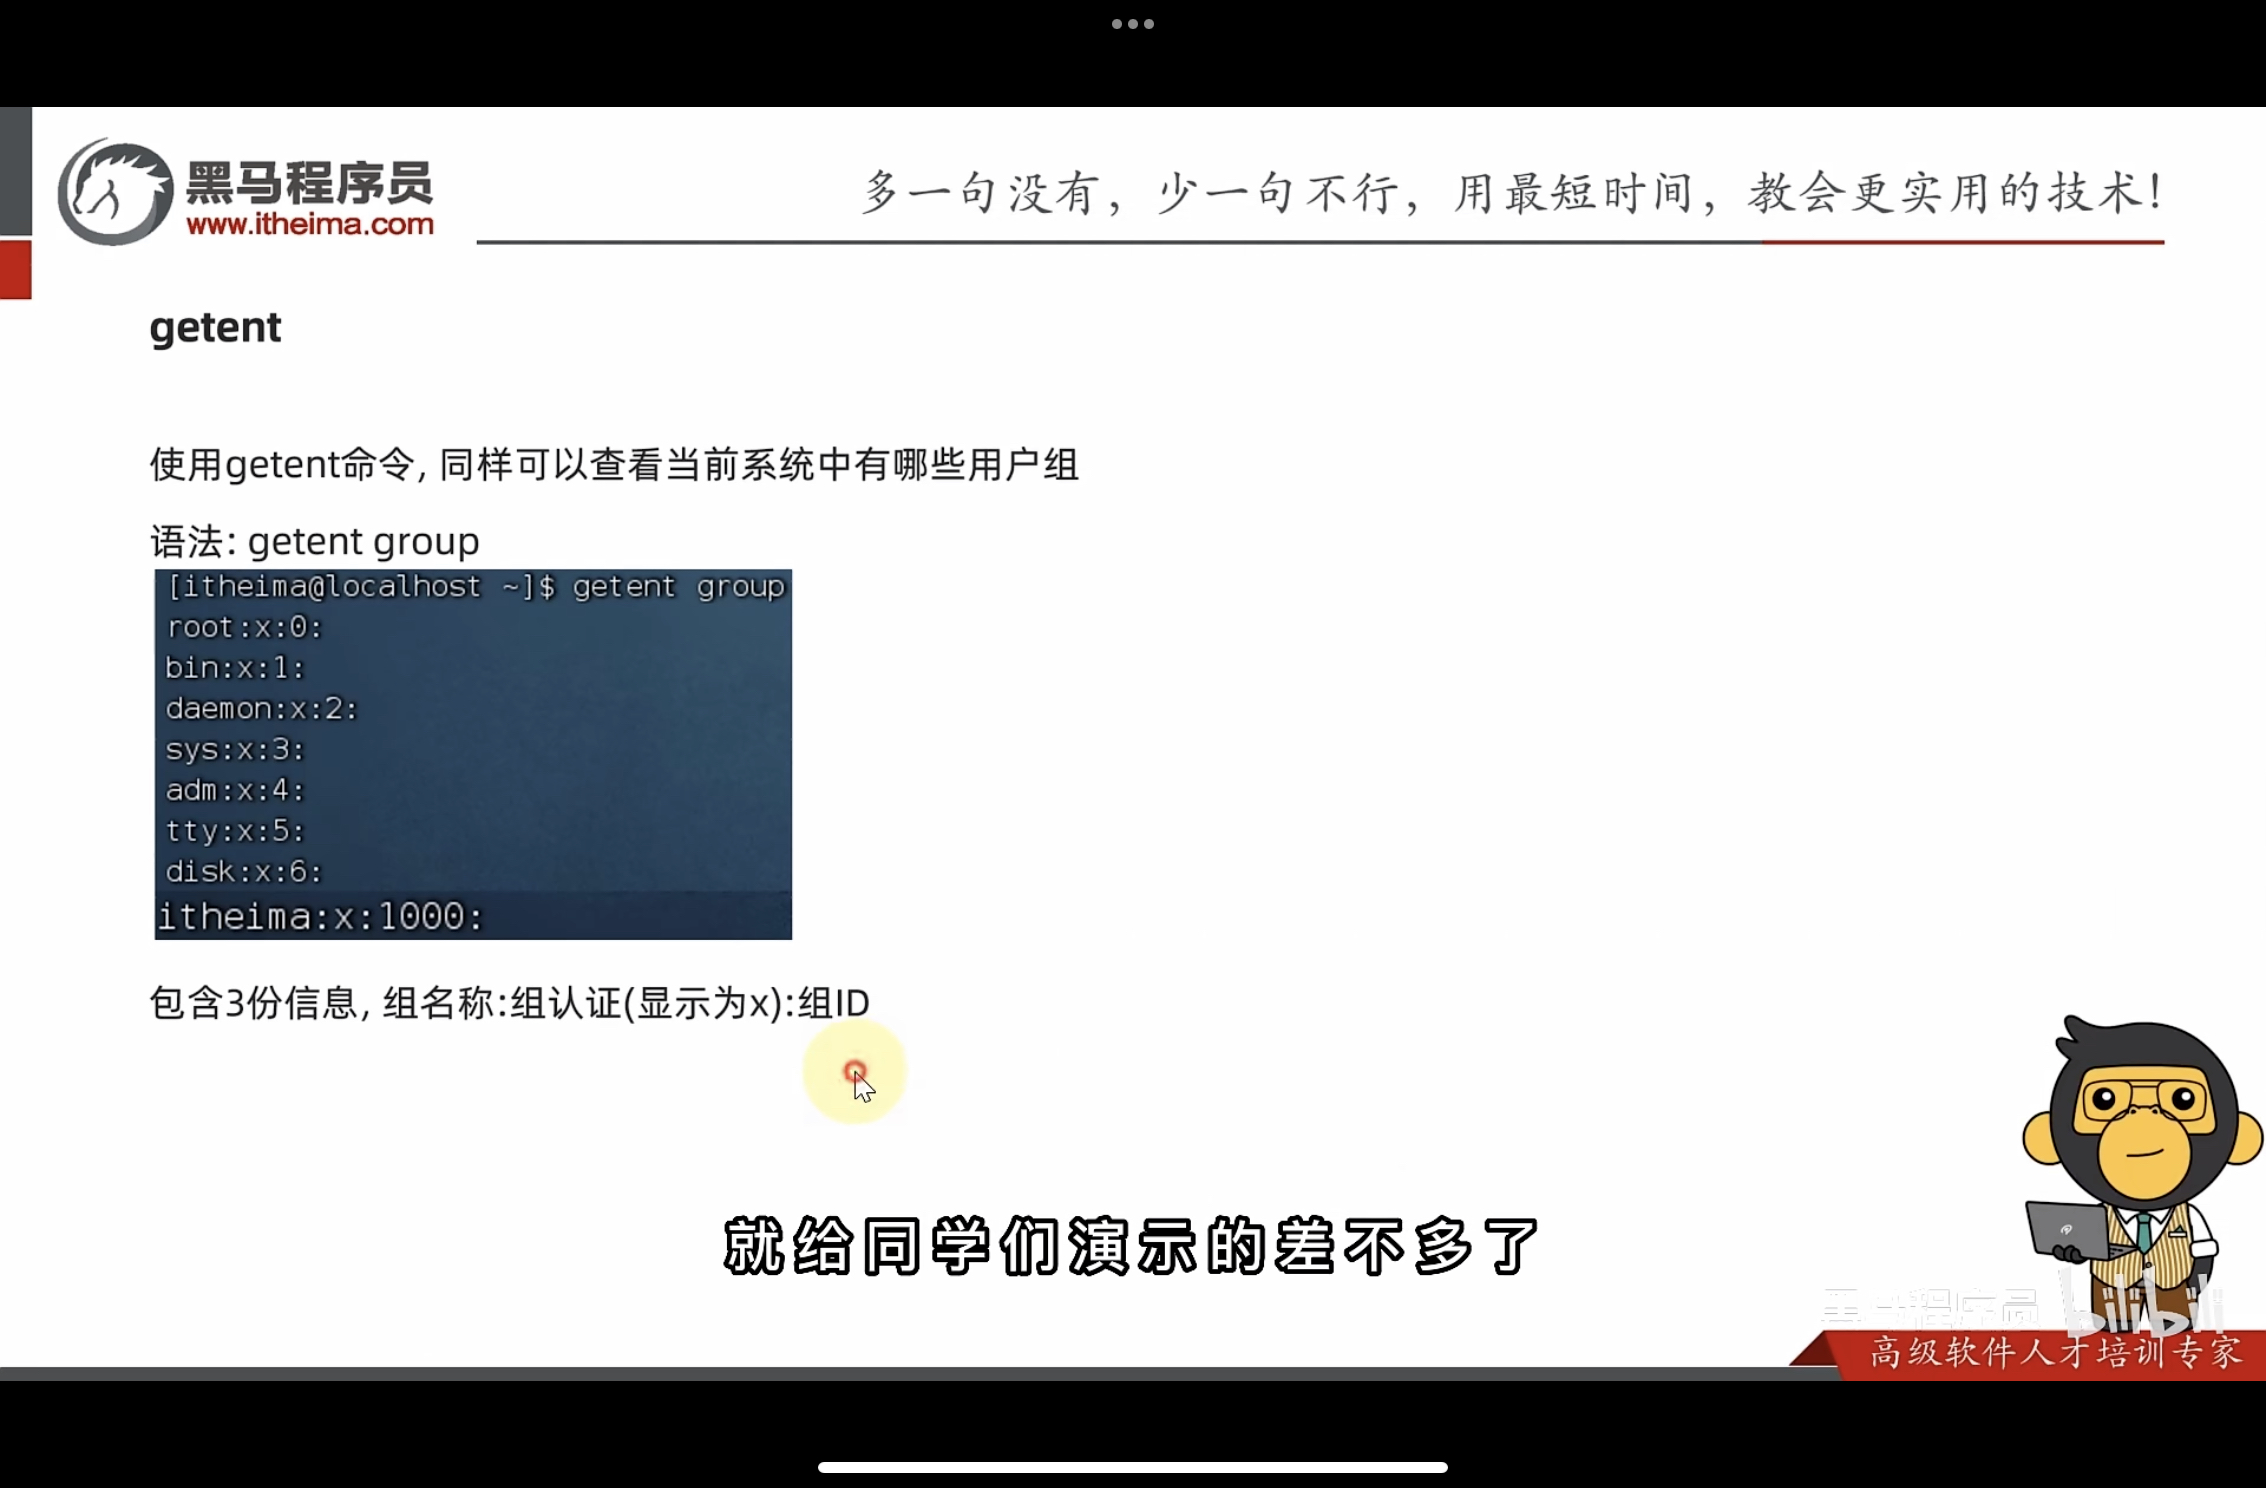 黑马程序员
www.itheima.com
多一句没有，少一句不行，用最短时间，教会更实用的技术！
getent
使用getent命令, 同样可以查看当前系统中有哪些用户组
语法: getent group
[itheima@localhost ~]$ getent group
root:x:0:
bin:x:1:
daemon:x:2:
sys:x:3:
adm:x:4:
tty:x:5:
disk:x:6:
itheima:x:1000:
包含3份信息, 组名称:组认证(显示为x):组ID
就给同学们演示的差不多了
黑马程序员 bilibili
高级软件人才培训专家